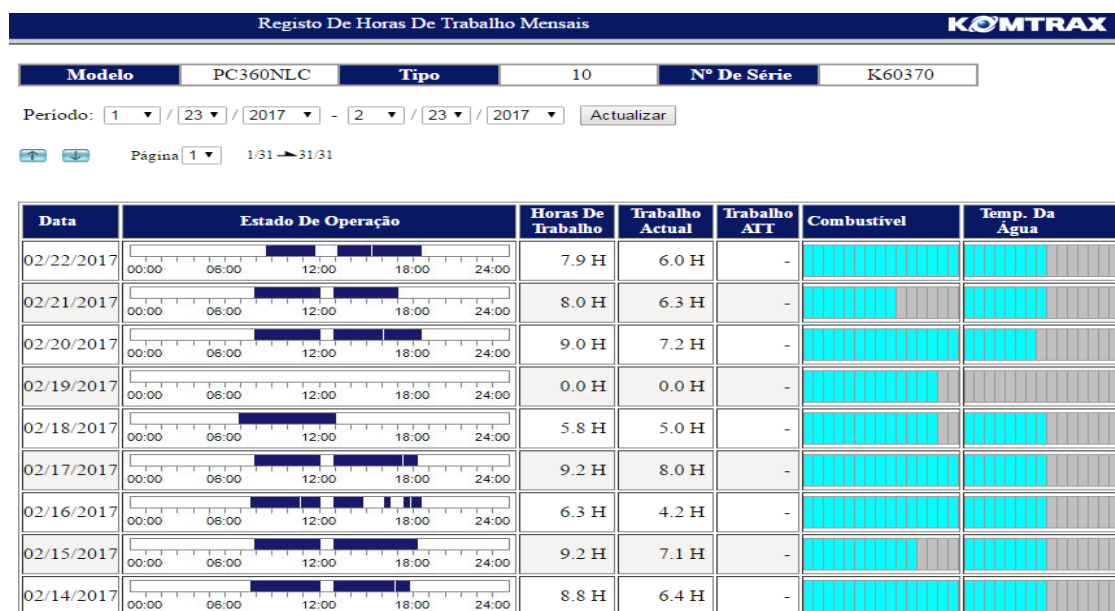 Registo De Horas De Trabalho Mensais KOMTRAX
Modelo PC360NLC Tipo 10 Nº De Série K60370
Período: 1 / 23 / 2017 - 2 / 23 / 2017 Actualizar
Página 1 1/31 31/31
Data Estado De Operação Horas De Trabalho Trabalho Actual Trabalho ATT Combustível Temp. Da Água
02/22/2017 00:00 06:00 12:00 18:00 24:00 7.9 H 6.0 H -
02/21/2017 00:00 06:00 12:00 18:00 24:00 8.0 H 6.3 H -
02/20/2017 00:00 06:00 12:00 18:00 24:00 9.0 H 7.2 H -
02/19/2017 00:00 06:00 12:00 18:00 24:00 0.0 H 0.0 H -
02/18/2017 00:00 06:00 12:00 18:00 24:00 5.8 H 5.0 H -
02/17/2017 00:00 06:00 12:00 18:00 24:00 9.2 H 8.0 H -
02/16/2017 00:00 06:00 12:00 18:00 24:00 6.3 H 4.2 H -
02/15/2017 00:00 06:00 12:00 18:00 24:00 9.2 H 7.1 H -
02/14/2017 00:00 06:00 12:00 18:00 24:00 8.8 H 6.4 H -